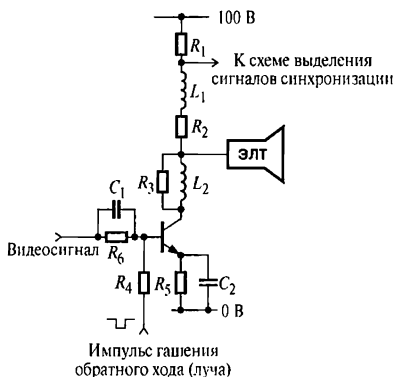 100 В
R1
К схеме выделения
сигналов синхронизации
L1
R2
ЭЛТ
R3
L2
C1
Видеосигнал
R6
R4
R5
C2
0 В
Импульс гашения
обратного хода (луча)